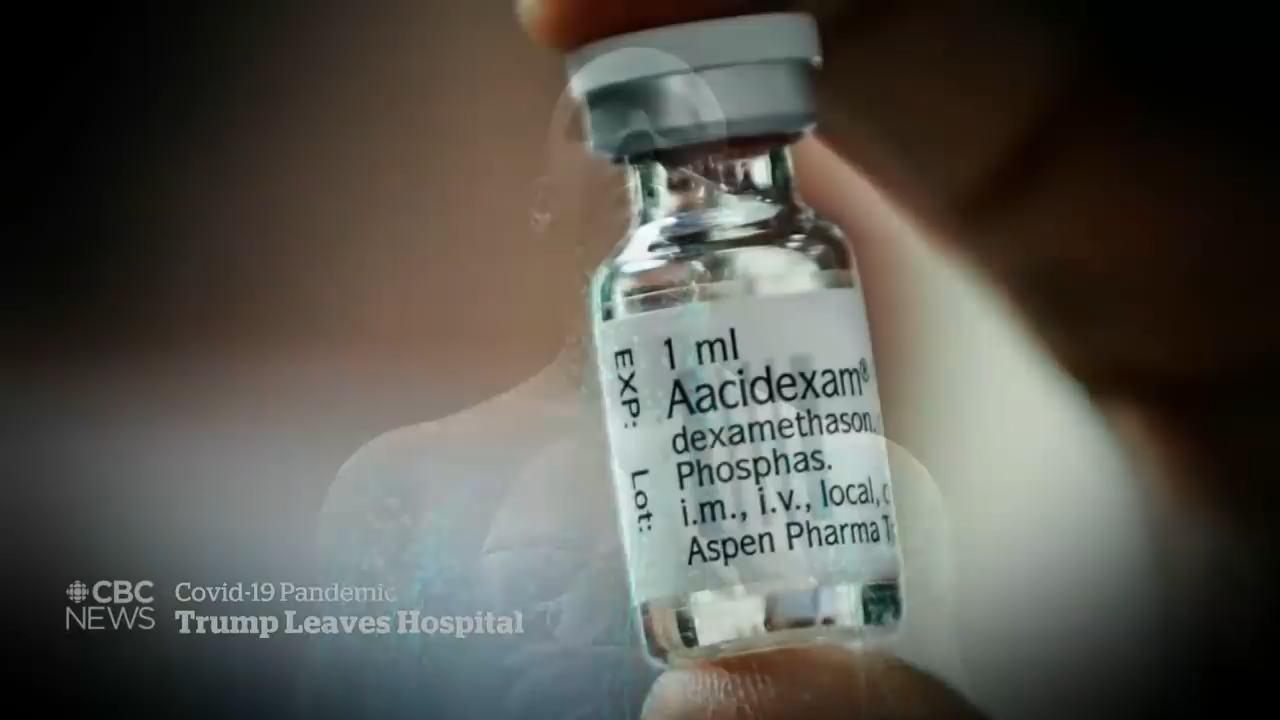 1 ml
Aacidexam®
dexamethason.
Phosphas.
i.m., i.v., local,
Aspen Pharma
EXP:
Lot:
CBC
NEWS
Covid-19 Pandemic
Trump Leaves Hospital